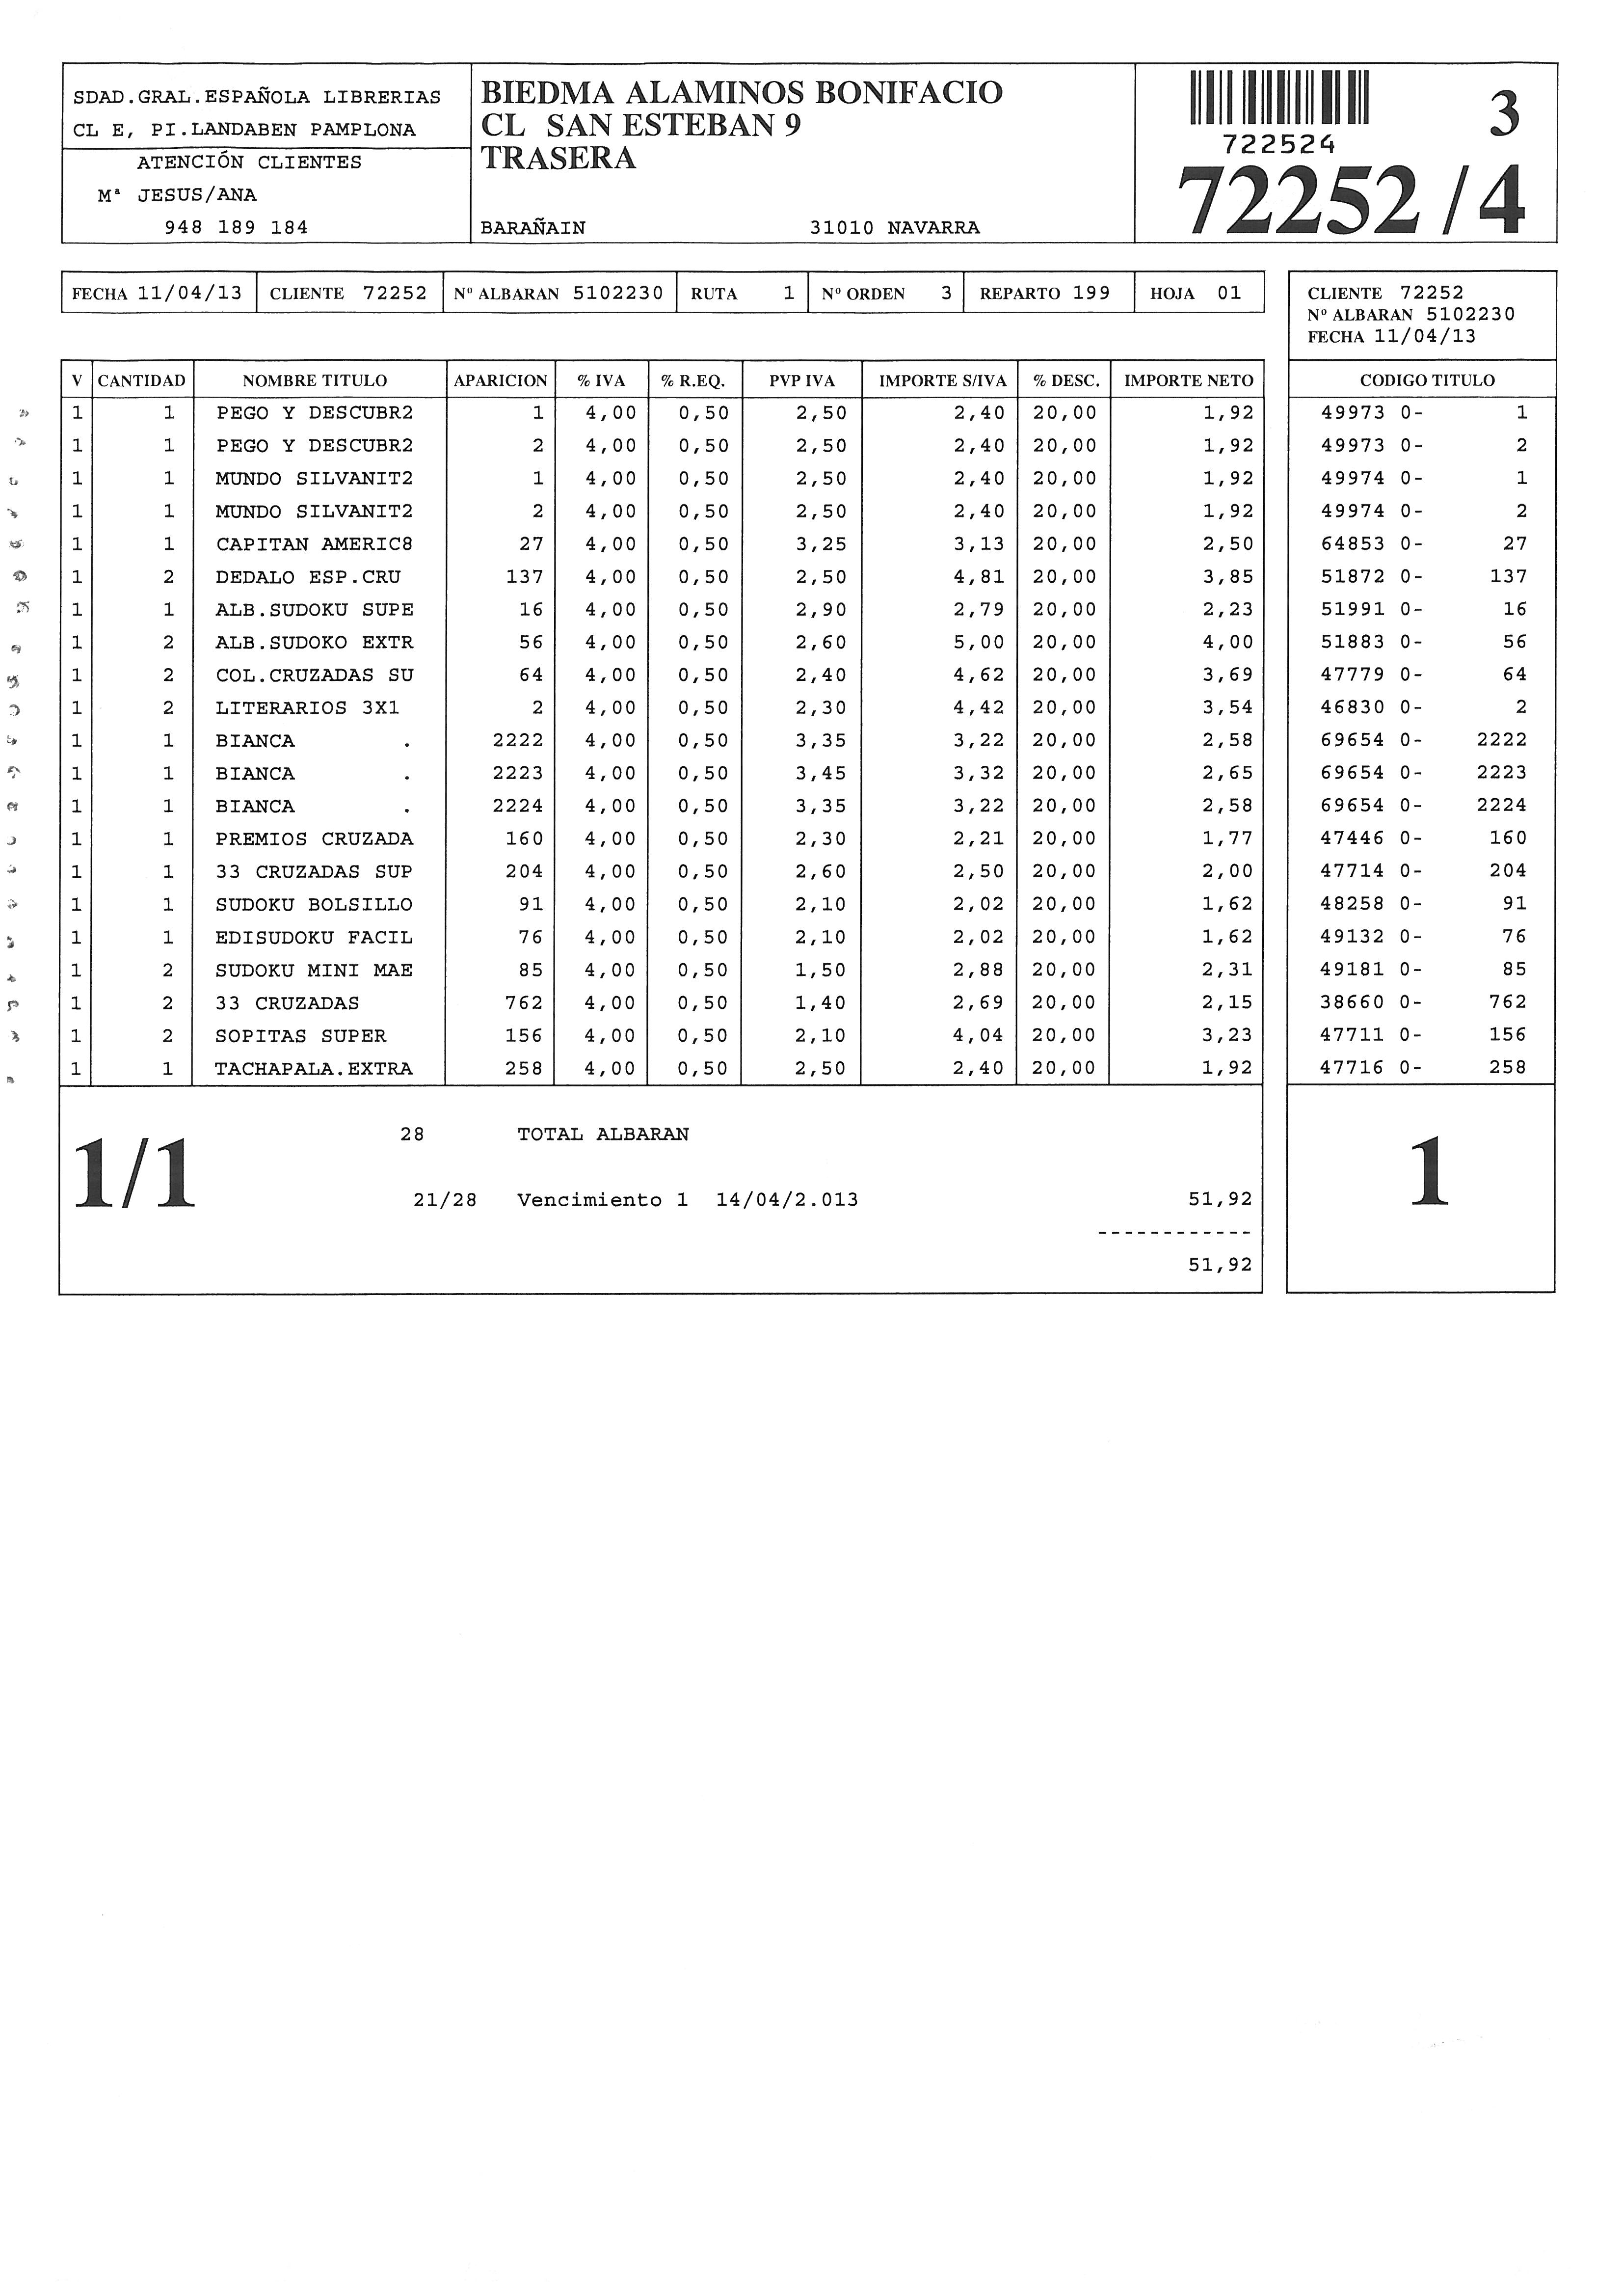 SDAD.GRAL.ESPAÑOLA LIBRERIAS
CL E, PI.LANDABEN PAMPLONA
ATENCIÓN CLIENTES
Mª JESUS/ANA
948 189 184
BIEDMA ALAMINOS BONIFACIO
CL SAN ESTEBAN 9
TRASERA
BARAÑAIN 31010 NAVARRA
3
722524
72252 /4
FECHA 11/04/13 CLIENTE 72252 Nº ALBARAN 5102230 RUTA 1 Nº ORDEN 3 REPARTO 199 HOJA 01
CLIENTE 72252
Nº ALBARAN 5102230
FECHA 11/04/13
V CANTIDAD NOMBRE TITULO APARICION % IVA % R.EQ. PVP IVA IMPORTE S/IVA % DESC. IMPORTE NETO CODIGO TITULO
1 1 PEGO Y DESCUBR2 1 4,00 0,50 2,50 2,40 20,00 1,92 49973 0- 1
1 1 PEGO Y DESCUBR2 2 4,00 0,50 2,50 2,40 20,00 1,92 49973 0- 2
1 1 MUNDO SILVANIT2 1 4,00 0,50 2,50 2,40 20,00 1,92 49974 0- 1
1 1 MUNDO SILVANIT2 2 4,00 0,50 2,50 2,40 20,00 1,92 49974 0- 2
1 1 CAPITAN AMERIC8 27 4,00 0,50 3,25 3,13 20,00 2,50 64853 0- 27
1 2 DEDALO ESP.CRU 137 4,00 0,50 2,50 4,81 20,00 3,85 51872 0- 137
1 1 ALB.SUDOKU SUPE 16 4,00 0,50 2,90 2,79 20,00 2,23 51991 0- 16
1 2 ALB.SUDOKO EXTR 56 4,00 0,50 2,60 5,00 20,00 4,00 51883 0- 56
1 2 COL.CRUZADAS SU 64 4,00 0,50 2,40 4,62 20,00 3,69 47779 0- 64
1 2 LITERARIOS 3X1 2 4,00 0,50 2,30 4,42 20,00 3,54 46830 0- 2
1 1 BIANCA . 2222 4,00 0,50 3,35 3,22 20,00 2,58 69654 0- 2222
1 1 BIANCA . 2223 4,00 0,50 3,45 3,32 20,00 2,65 69654 0- 2223
1 1 BIANCA . 2224 4,00 0,50 3,35 3,22 20,00 2,58 69654 0- 2224
1 1 PREMIOS CRUZADA 160 4,00 0,50 2,30 2,21 20,00 1,77 47446 0- 160
1 1 33 CRUZADAS SUP 204 4,00 0,50 2,60 2,50 20,00 2,00 47714 0- 204
1 1 SUDOKU BOLSILLO 91 4,00 0,50 2,10 2,02 20,00 1,62 48258 0- 91
1 1 EDISUDOKU FACIL 76 4,00 0,50 2,10 2,02 20,00 1,62 49132 0- 76
1 2 SUDOKU MINI MAE 85 4,00 0,50 1,50 2,88 20,00 2,31 49181 0- 85
1 2 33 CRUZADAS 762 4,00 0,50 1,40 2,69 20,00 2,15 38660 0- 762
1 2 SOPITAS SUPER 156 4,00 0,50 2,10 4,04 20,00 3,23 47711 0- 156
1 1 TACHAPALA.EXTRA 258 4,00 0,50 2,50 2,40 20,00 1,92 47716 0- 258
28 TOTAL ALBARAN
1/1
21/28 Vencimiento 1 14/04/2.013 51,92
------------
51,92
1